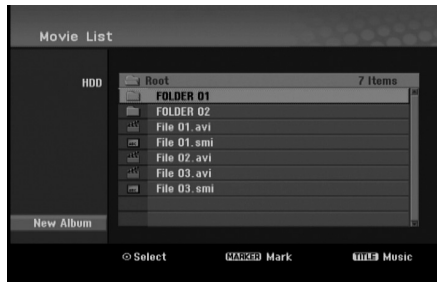 Movie List
HDD
Root 7 Items
FOLDER 01
FOLDER 02
File 01.avi
File 01.smi
File 02.avi
File 03.avi
File 03.smi
New Album
Select MARKER Mark TITLE Music